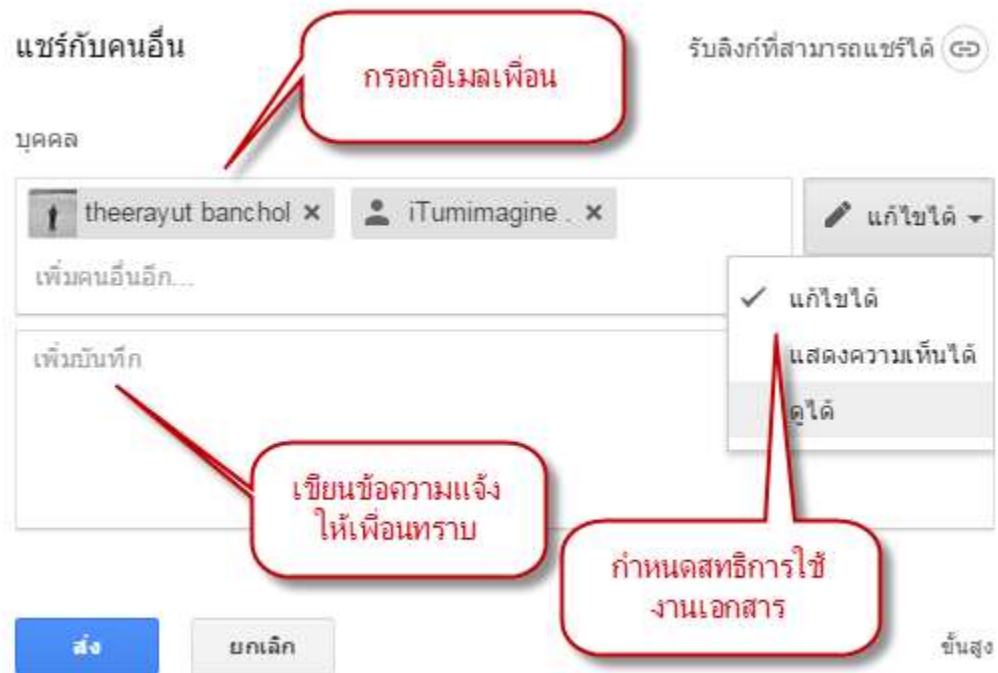 แชร์กับคนอื่น
รับลิงก์ที่สามารถแชร์ได้
กรอกอีเมลเพื่อน
บุคคล
theerayut banchol ×
iTumimagine . ×
แก้ไขได้
เพิ่มคนอื่นอีก...
แก้ไขได้
แสดงความเห็นได้
ดูได้
เพิ่มบันทึก
เขียนข้อความแจ้ง
ให้เพื่อนทราบ
กำหนดสทธิการใช้
งานเอกสาร
ส่ง
ยกเลิก
ขั้นสูง